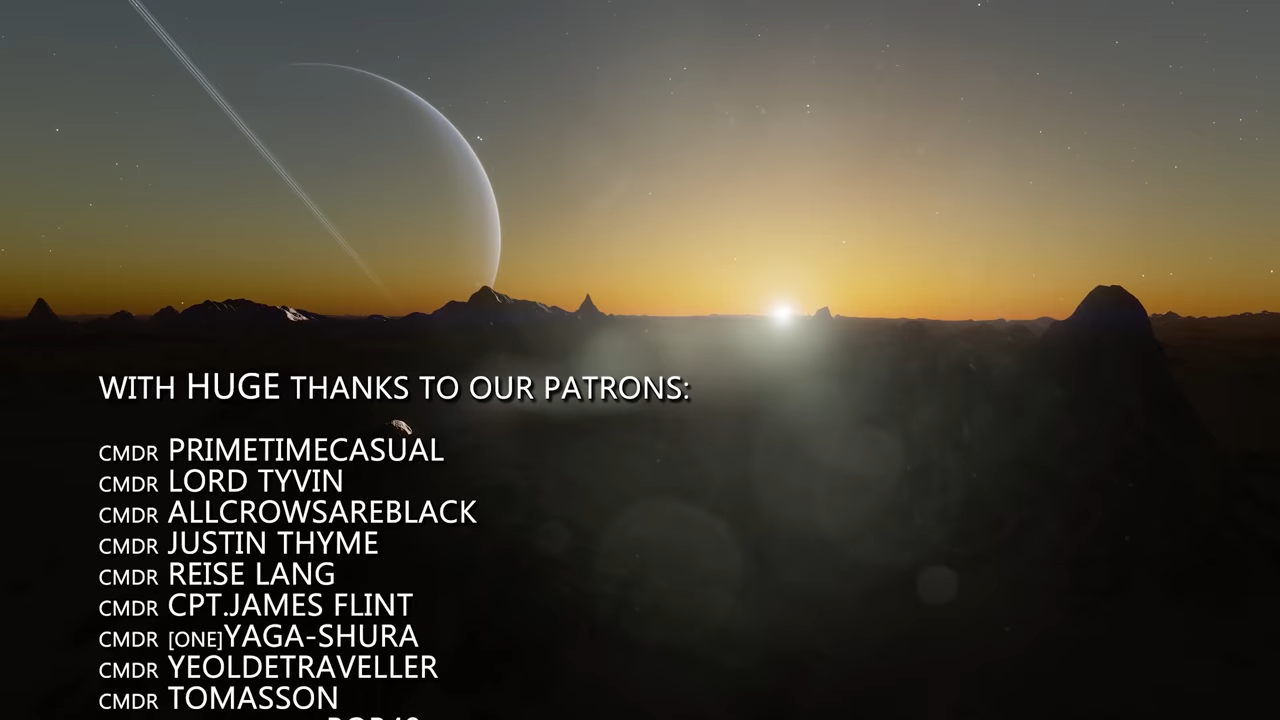 WITH HUGE THANKS TO OUR PATRONS:
CMDR PRIMETIMECASUAL
CMDR LORD TYVIN
CMDR ALLCROWSAREBLACK
CMDR JUSTIN THYME
CMDR REISE LANG
CMDR CPT.JAMES FLINT
CMDR [ONE]YAGA-SHURA
CMDR YEOLDETRAVELLER
CMDR TOMASSON